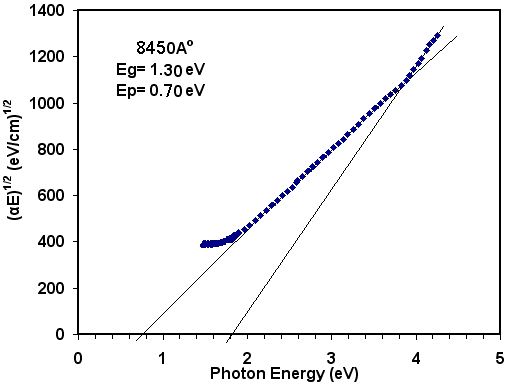 1400
1200
1000
800
600
400
200
0
(αE)1/2 (eV/cm)1/2
8450Aº
Eg= 1.30 eV
Ep= 0.70 eV
0 1 2 3 4 5
Photon Energy (eV)